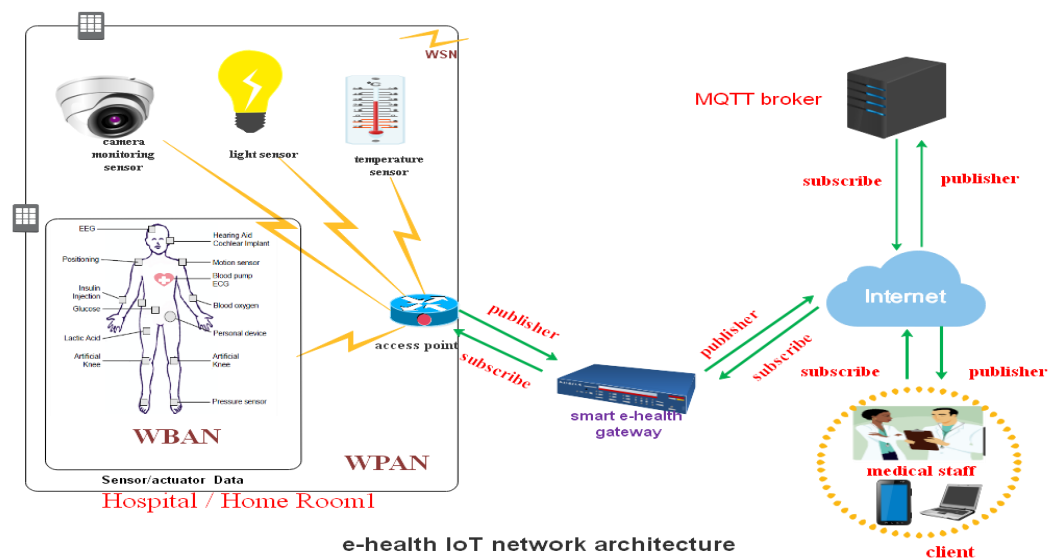 WSN
camera
monitoring
sensor
light sensor
temperature
sensor
°C
MQTT broker
subscribe
publisher
EEG
Hearing Aid
Cochlear Implant
Positioning
Motion sensor
Blood pump
ECG
Insulin
Injection
Glucose
Blood oxygen
Lactic Acid
Personal device
Artificial
Knee
Artificial
Knee
Pressure sensor
WBAN
Sensor/actuator Data
WPAN
Hospital / Home Room1
access point
publisher
subscribe
smart e-health
gateway
publisher
subscribe
Internet
subscribe
publisher
medical staff
client
e-health IoT network architecture